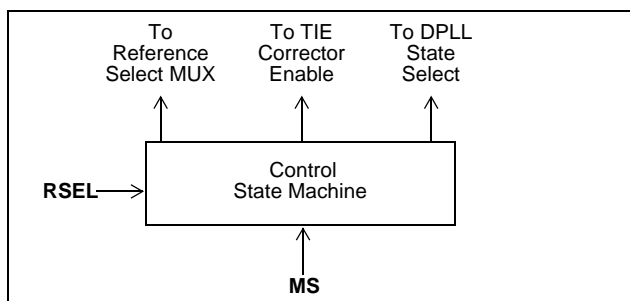 To
Reference
Select MUX
To TIE
Corrector
Enable
To DPLL
State
Select
Control
State Machine
RSEL
MS